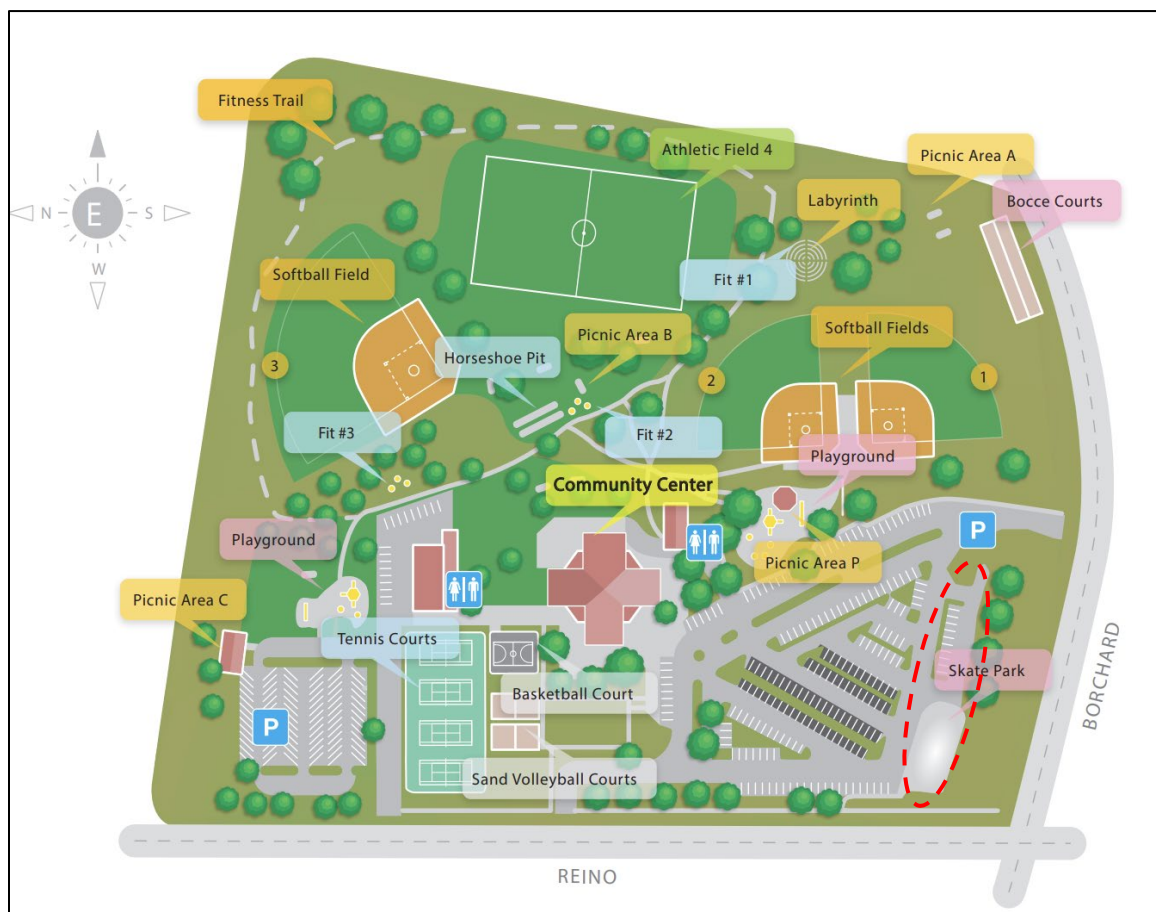 Fitness Trail
Athletic Field 4
Picnic Area A
Bocce Courts
Labyrinth
E
N
S
W
Softball Field
Fit #1
Picnic Area B
Softball Fields
Horseshoe Pit
3
2
1
Fit #3
Fit #2
Playground
Community Center
P
Playground
Picnic Area P
Picnic Area C
Tennis Courts
Skate Park
Basketball Court
BORCHARD
P
Sand Volleyball Courts
REINO